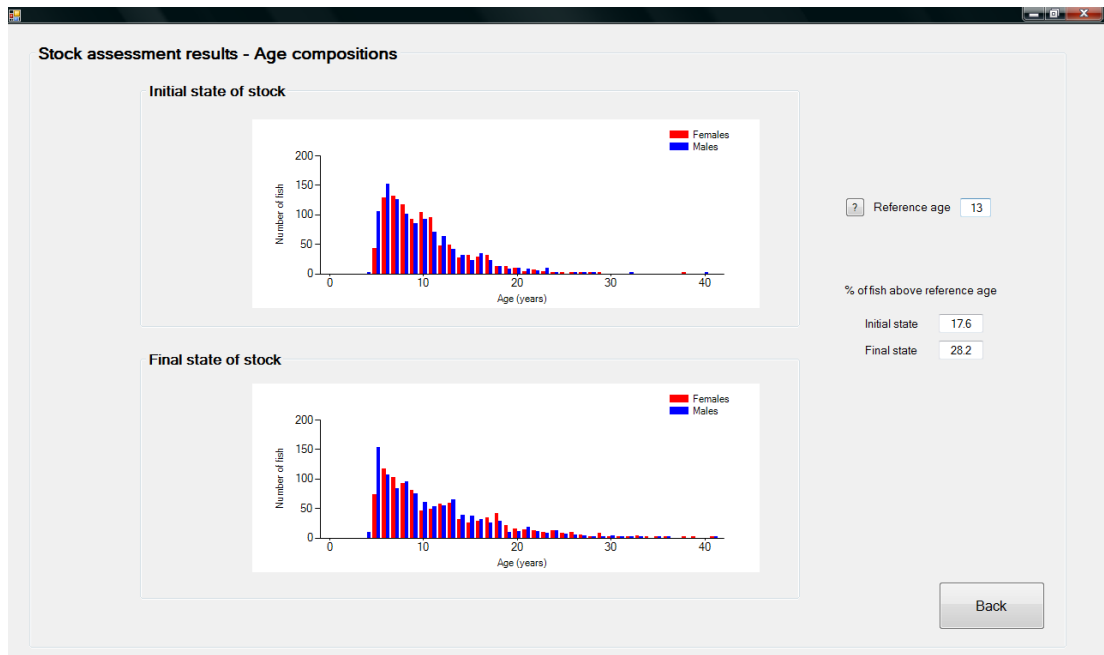 Stock assessment results - Age compositions
Initial state of stock
Females
Males
200
150
100
50
0
Number of fish
0 10 20 30 40
Age (years)
? Reference age 13
% of fish above reference age
Initial state 17.6
Final state 28.2
Final state of stock
Females
Males
200
150
100
50
0
Number of fish
0 10 20 30 40
Age (years)
Back